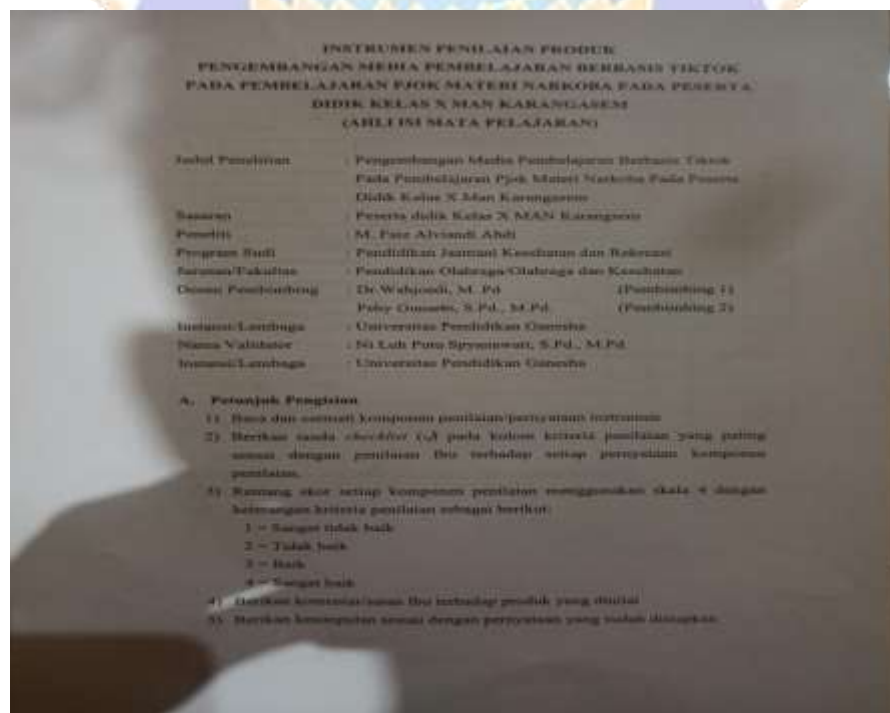 INSTRUMEN PENILAIAN PRODUK
PENGEMBANGAN MEDIA PEMBELAJARAN BERBASIS TIKTOK
PADA PEMBELAJARAN PJOK MATERI NARKOBA PADA PESERTA
DIDIK KELAS X MAN KARANGASEM
(AHLI ISI MATA PELAJARAN)
Judul Penelitian : Pengembangan Media Pembelajaran Berbasis Tiktok
Pada Pembelajaran Pjok Materi Narkoba Pada Peserta
Didik Kelas X Man Karangasem
Sasaran : Peserta didik Kelas X MAN Karangasem
Peneliti : M. Faiz Alviandi Abdi
Program Studi : Pendidikan Jasmani Kesehatan dan Rekreasi
Jurusan/Fakultas : Pendidikan Olahraga/Olahraga dan Kesehatan
Dosen Pembimbing : Dr. Wahjoedi, M. Pd (Pembimbing 1)
S.Pd., M.Pd. (Pembimbing 2)
Instansi/Lembaga : Universitas Pendidikan Ganesha
Nama Validator : Ni Luh Putu S.Pd., M.Pd.
Instansi/Lembaga : Universitas Pendidikan Ganesha
A. Petunjuk Pengisian
1) Baca dan cermati komponen penilaian/pernyataan instrumen
2) Berikan tanda checklist (√) pada kolom kriteria penilaian yang paling
sesuai dengan penilaian Ibu terhadap setiap pernyataan komponen
penilaian.
3) Rentang skor setiap komponen penilaian menggunakan skala 4 dengan
keterangan kriteria penilaian sebagai berikut:
1 = Sangat tidak baik
2 = Tidak baik
3 = Baik
4 = Sangat baik
4) Berikan komentar/saran Ibu terhadap produk yang dinilai
5) Berikan kesimpulan sesuai dengan pernyataan yang sudah disiapkan